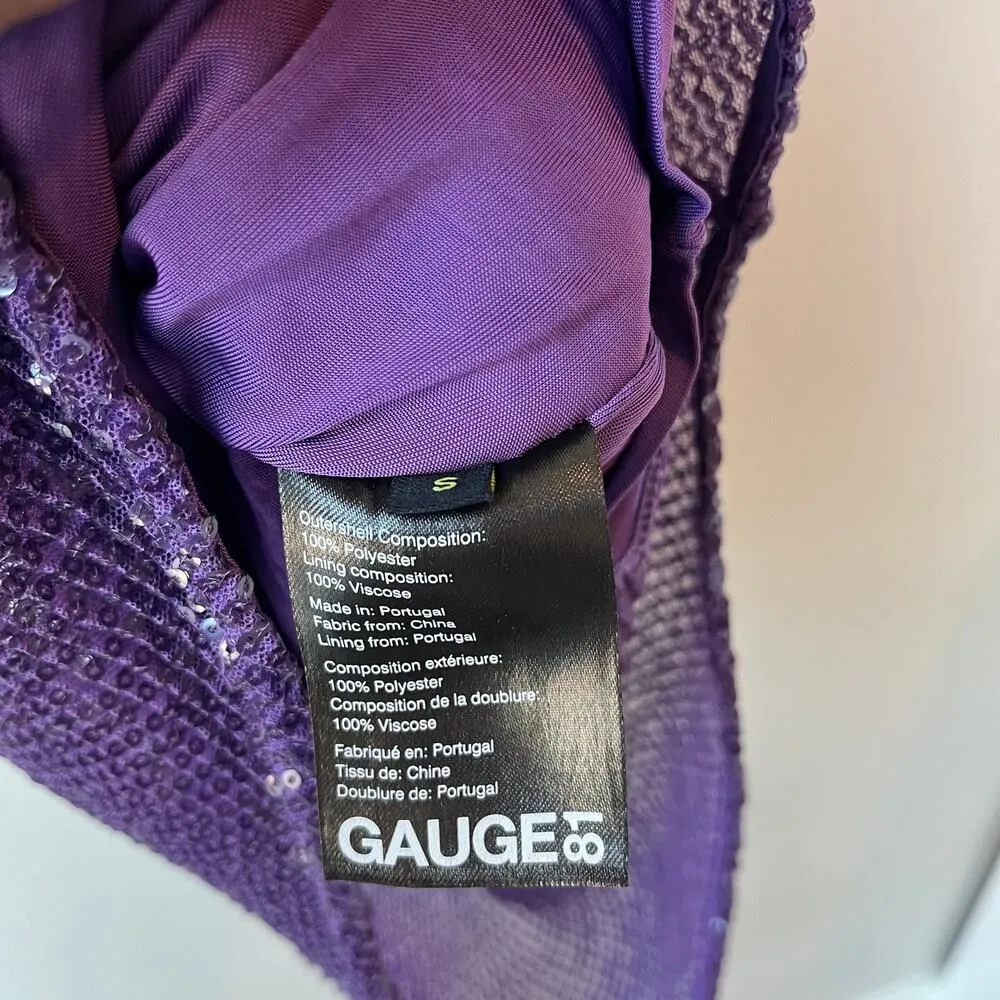 S
Outershell Composition:
100% Polyester
Lining composition:
100% Viscose
Made in: Portugal
Fabric from: China
Lining from: Portugal
Composition extérieure:
100% Polyester
Composition de la doublure:
100% Viscose
Fabriqué en: Portugal
Tissu de: Chine
Doublure de: Portugal
GAUGE81